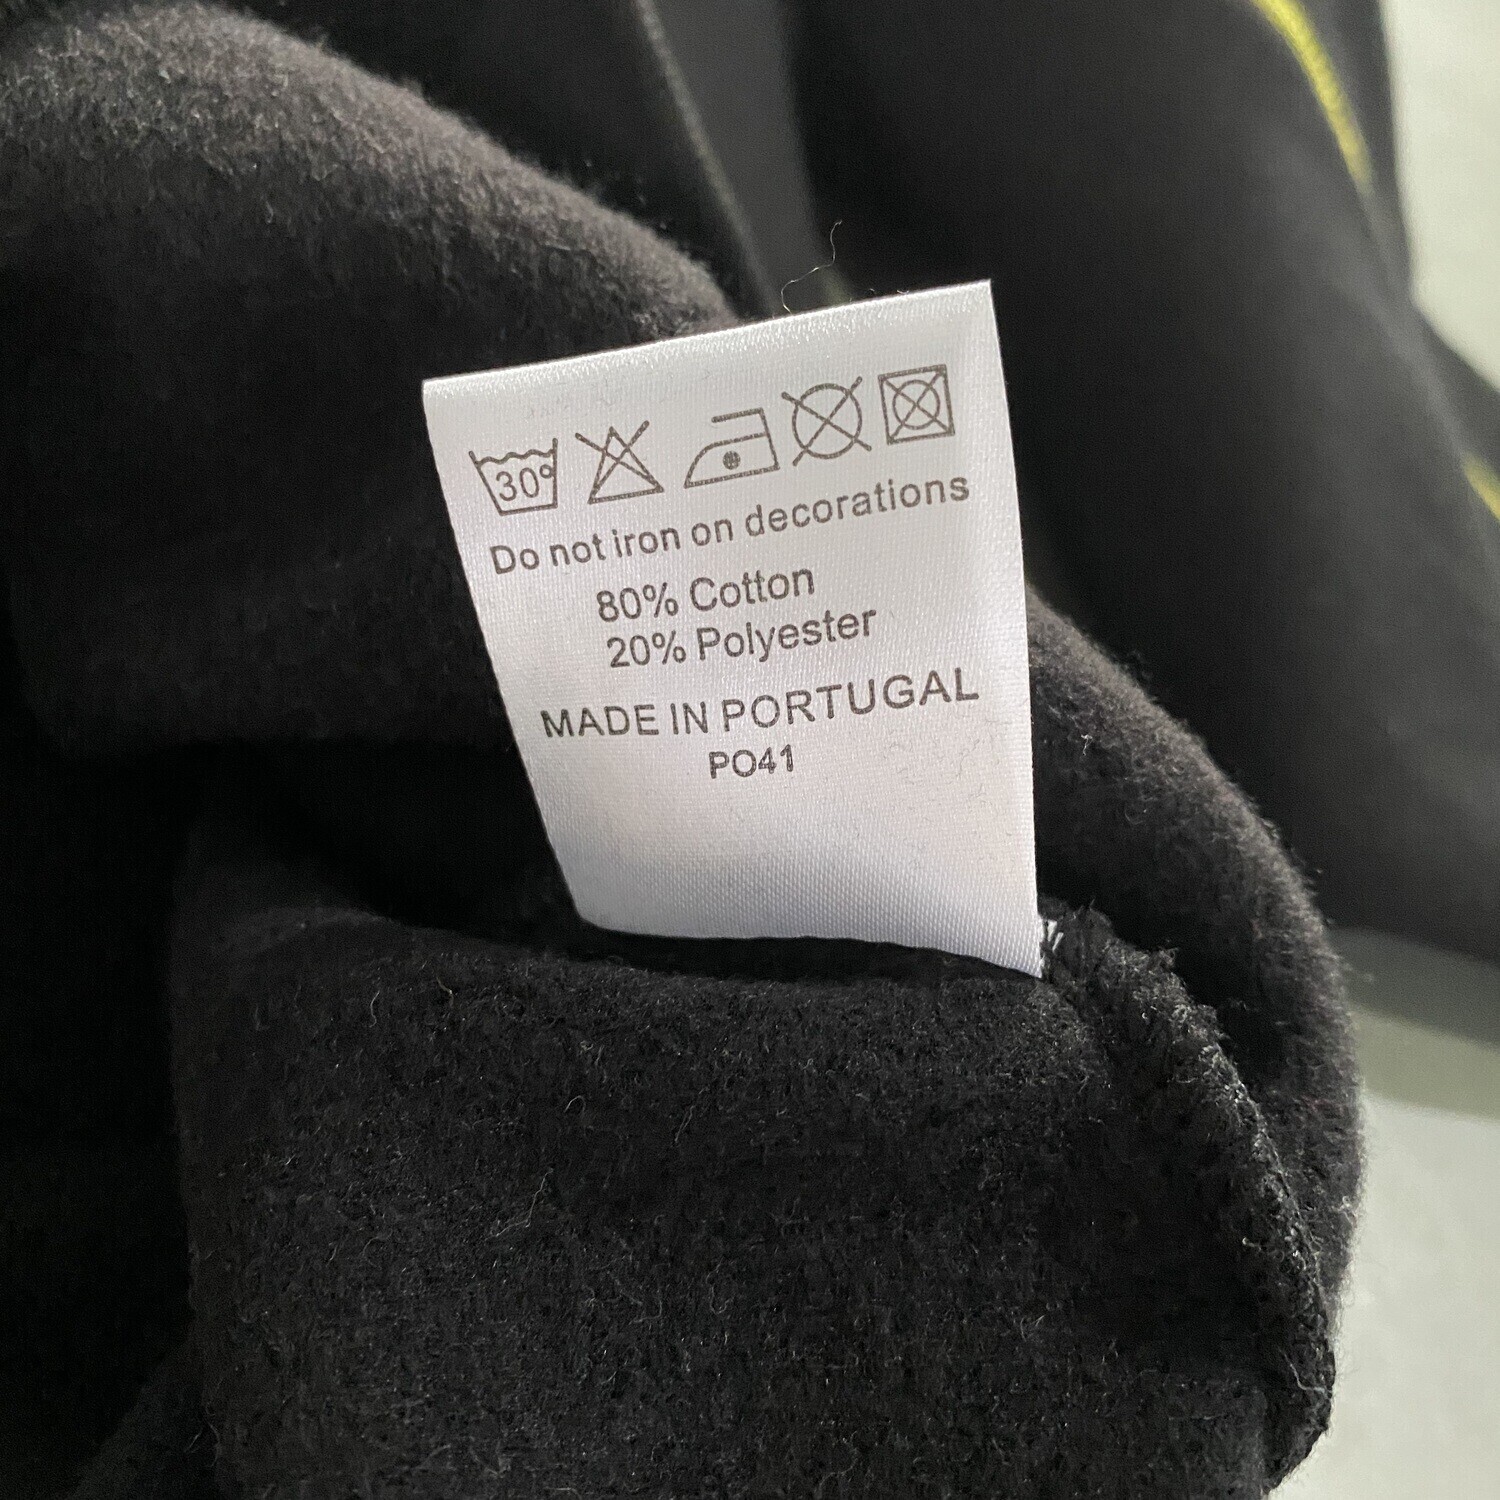 30°
Do not iron on decorations
80% Cotton
20% Polyester
MADE IN PORTUGAL
PO41